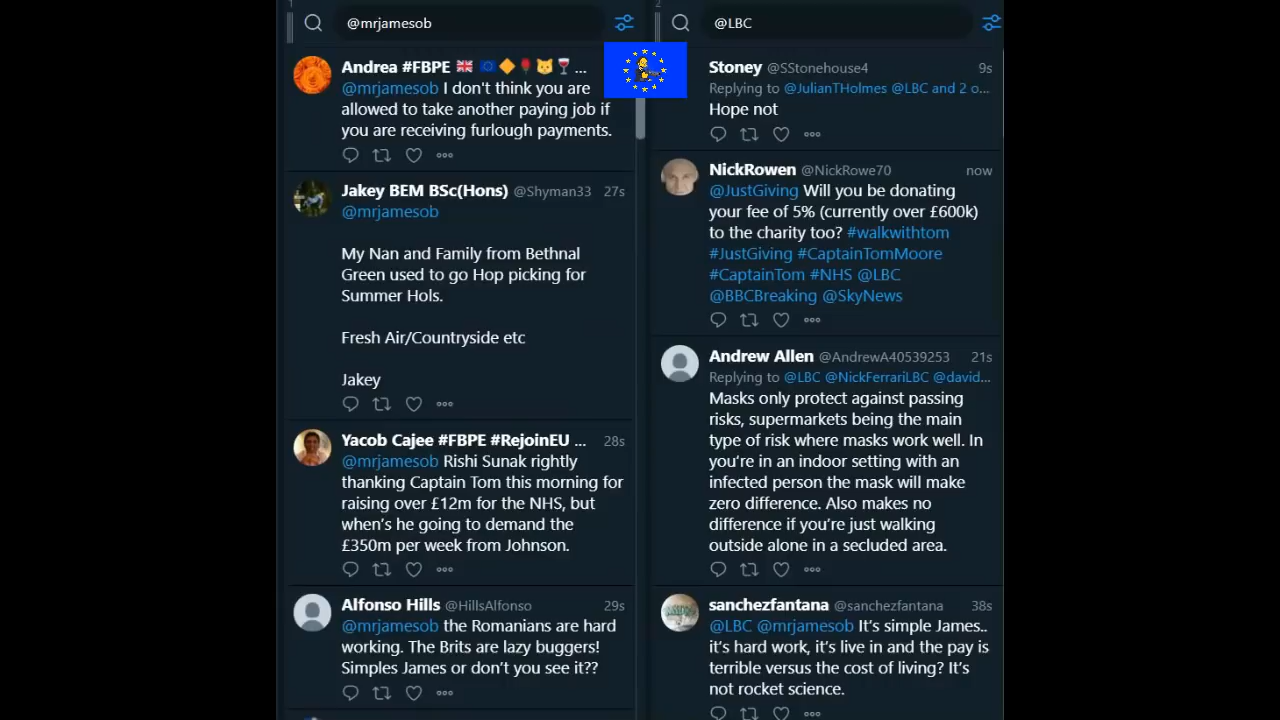 1
@mrjamesob
Andrea #FBPE 🇬🇧 🇪🇺 🔶 🌹 🐱 🍷 ...
@mrjamesob I don't think you are
allowed to take another paying job if
you are receiving furlough payments.
Jakey BEM BSc(Hons) @Shyman33 27s
@mrjamesob
My Nan and Family from Bethnal
Green used to go Hop picking for
Summer Hols.
Fresh Air/Countryside etc
Jakey
Yacob Cajee #FBPE #RejoinEU ... 28s
@mrjamesob Rishi Sunak rightly
thanking Captain Tom this morning for
raising over £12m for the NHS, but
when's he going to demand the
£350m per week from Johnson.
Alfonso Hills @HillsAlfonso 29s
@mrjamesob the Romanians are hard
working. The Brits are lazy buggers!
Simples James or don't you see it??
2
@LBC
Stoney @SStonehouse4 9s
Replying to @JulianTHolmes @LBC and 2 o...
Hope not
NickRowen @NickRowe70 now
@JustGiving Will you be donating
your fee of 5% (currently over £600k)
to the charity too? #walkwithtom
#JustGiving #CaptainTomMoore
#CaptainTom #NHS @LBC
@BBCBreaking @SkyNews
Andrew Allen @AndrewA40539253 21s
Replying to @LBC @NickFerrariLBC @david...
Masks only protect against passing
risks, supermarkets being the main
type of risk where masks work well. In
you're in an indoor setting with an
infected person the mask will make
zero difference. Also makes no
difference if you're just walking
outside alone in a secluded area.
sanchezfantana @sanchezfantana 38s
@LBC @mrjamesob It's simple James..
it's hard work, it's live in and the pay is
terrible versus the cost of living? It's
not rocket science.